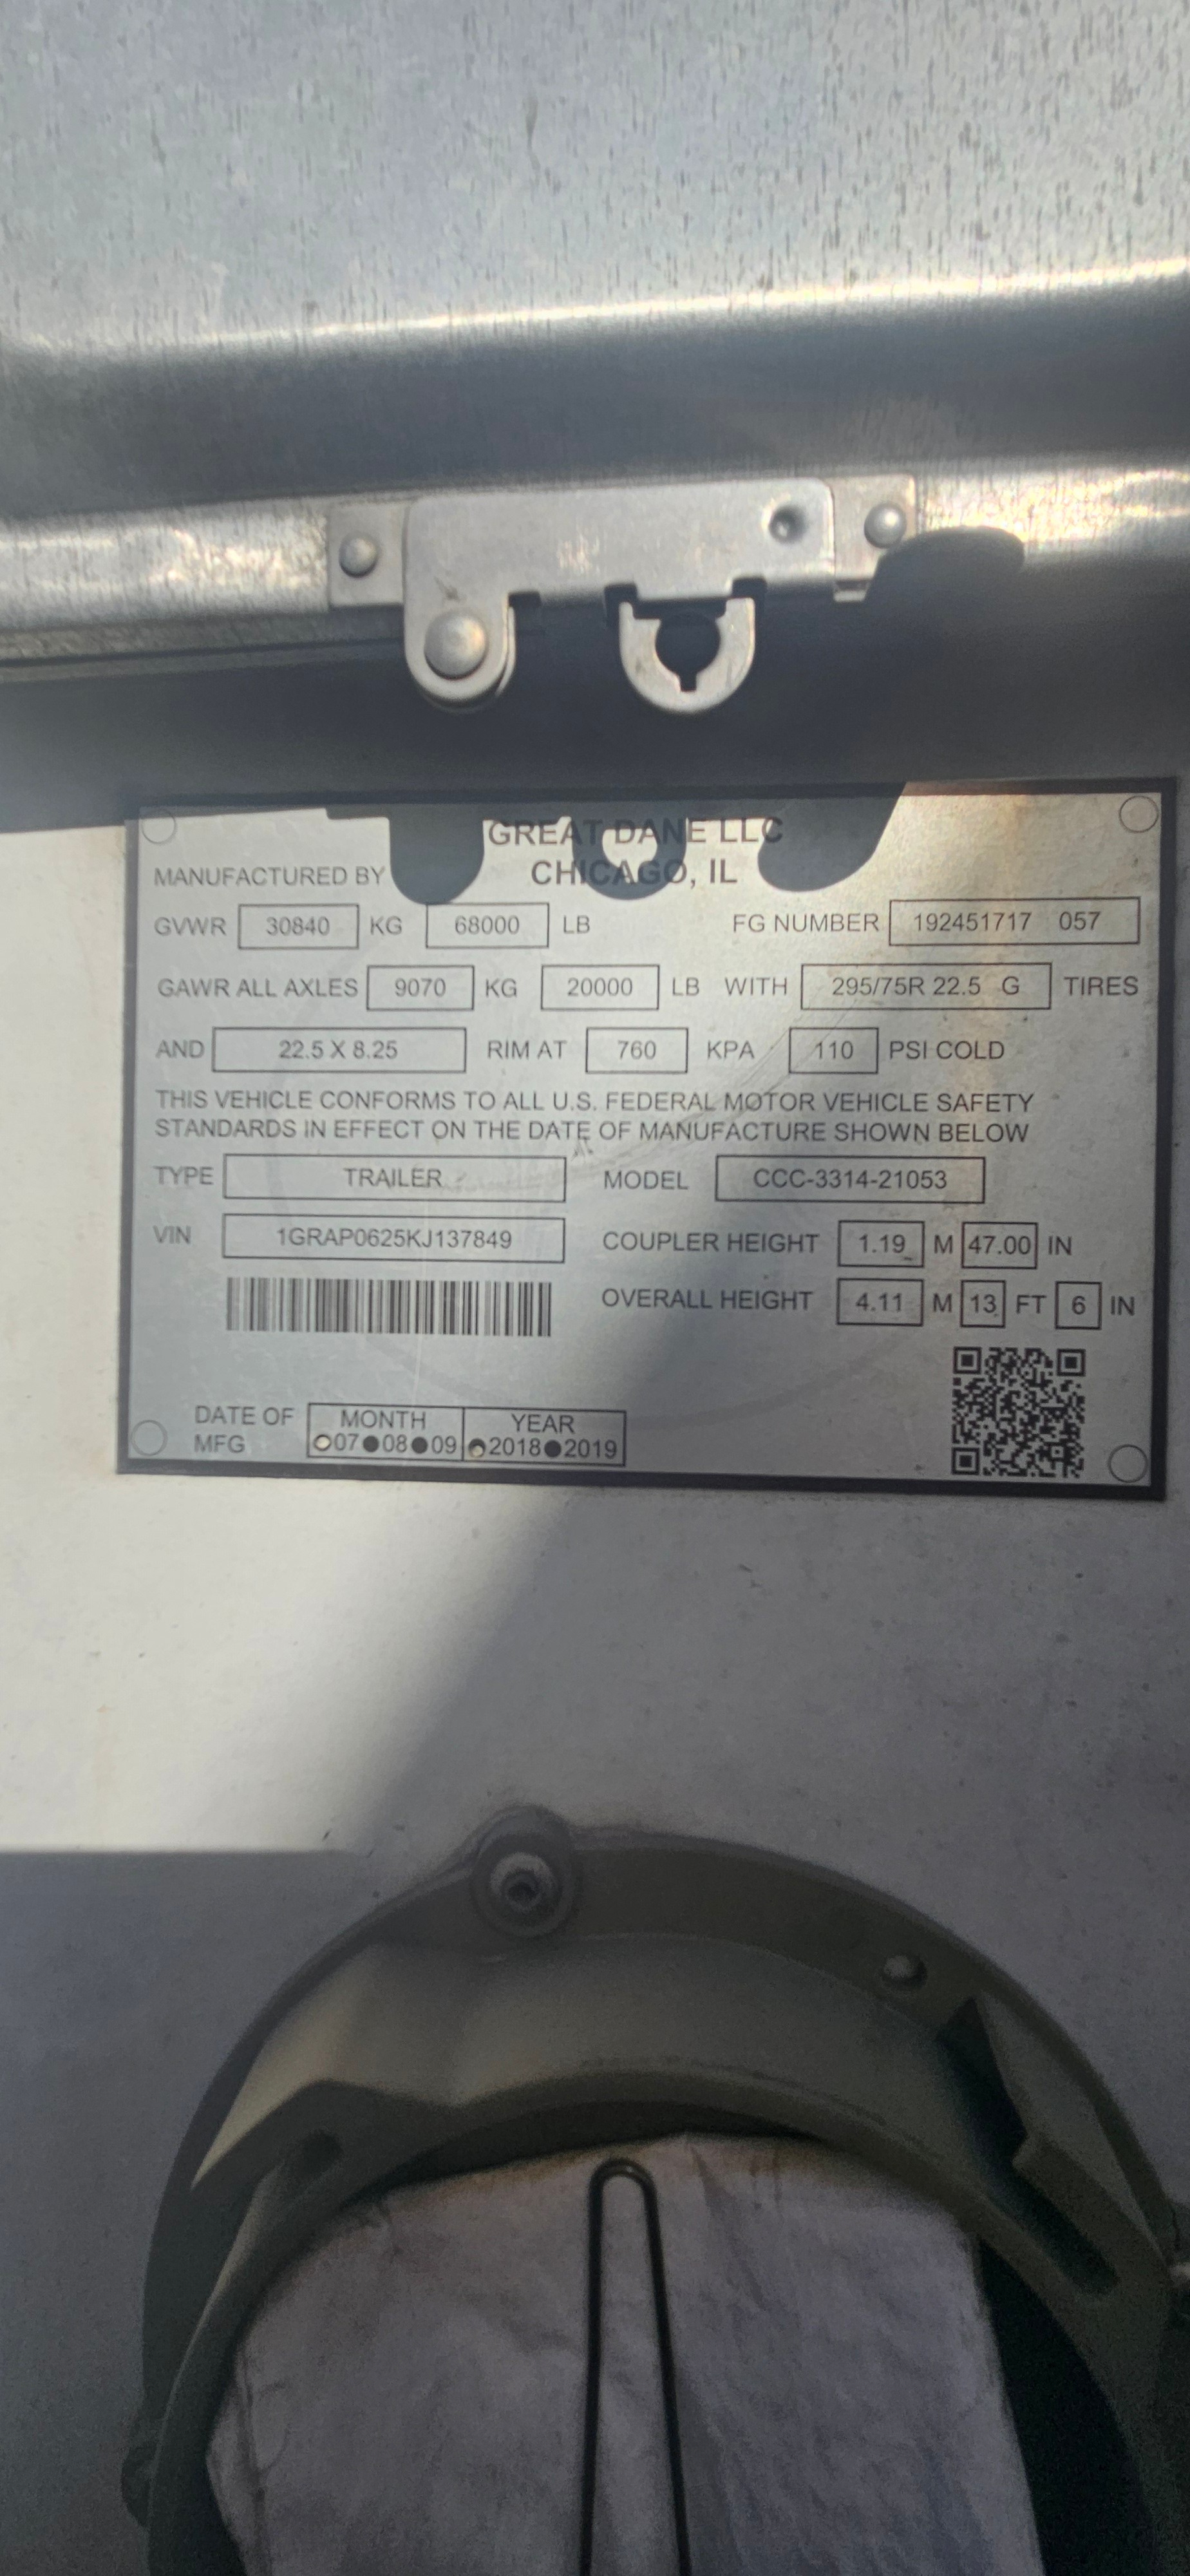 GREAT DANE LLC
MANUFACTURED BY CHICAGO, IL
GVWR 30840 KG 68000 LB FG NUMBER 192451717 057
GAWR ALL AXLES 9070 KG 20000 LB WITH 295/75R 22.5 G TIRES
AND 22.5 X 8.25 RIM AT 760 KPA 110 PSI COLD
THIS VEHICLE CONFORMS TO ALL U.S. FEDERAL MOTOR VEHICLE SAFETY
STANDARDS IN EFFECT ON THE DATE OF MANUFACTURE SHOWN BELOW
TYPE TRAILER MODEL CCC-3314-21053
VIN 1GRAP0625KJ137849 COUPLER HEIGHT 1.19 M 47.00 IN
OVERALL HEIGHT 4.11 M 13 FT 6 IN
DATE OF MONTH YEAR
MFG 07 08 09 2018 2019